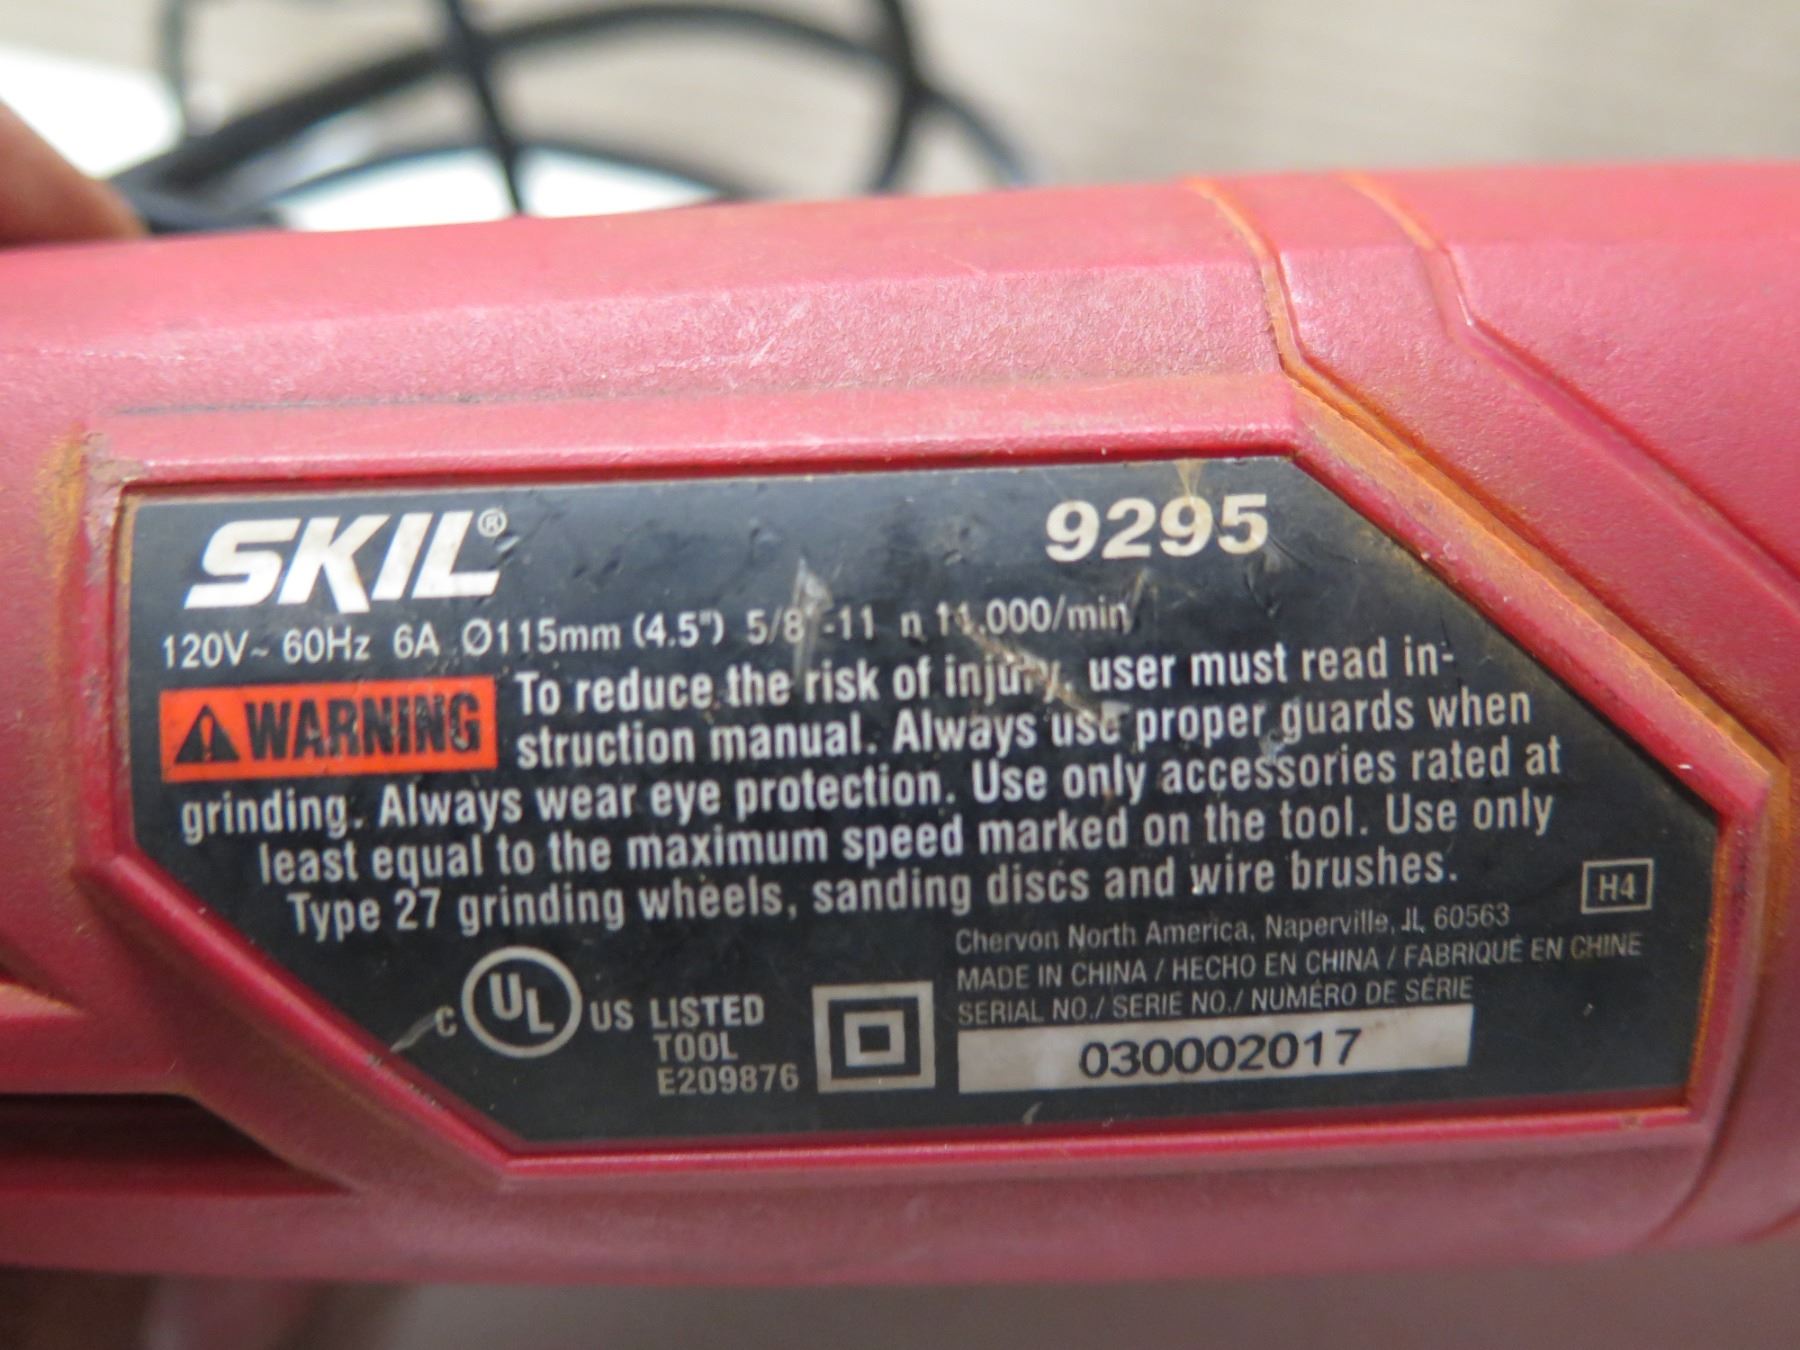 SKIL® 9295
120V~ 60Hz 6A Ø115mm (4.5") 5/8"-11 n 11,000/min
WARNING To reduce the risk of injury, user must read in-
struction manual. Always use proper guards when
grinding. Always wear eye protection. Use only accessories rated at
least equal to the maximum speed marked on the tool. Use only
Type 27 grinding wheels, sanding discs and wire brushes.
H4
Chervon North America, Naperville, IL 60563
MADE IN CHINA / HECHO EN CHINA / FABRIQUÉ EN CHINE
SERIAL NO./ SERIE NO./ NUMÉRO DE SÉRIE
030002017
C UL US LISTED
TOOL
E209876